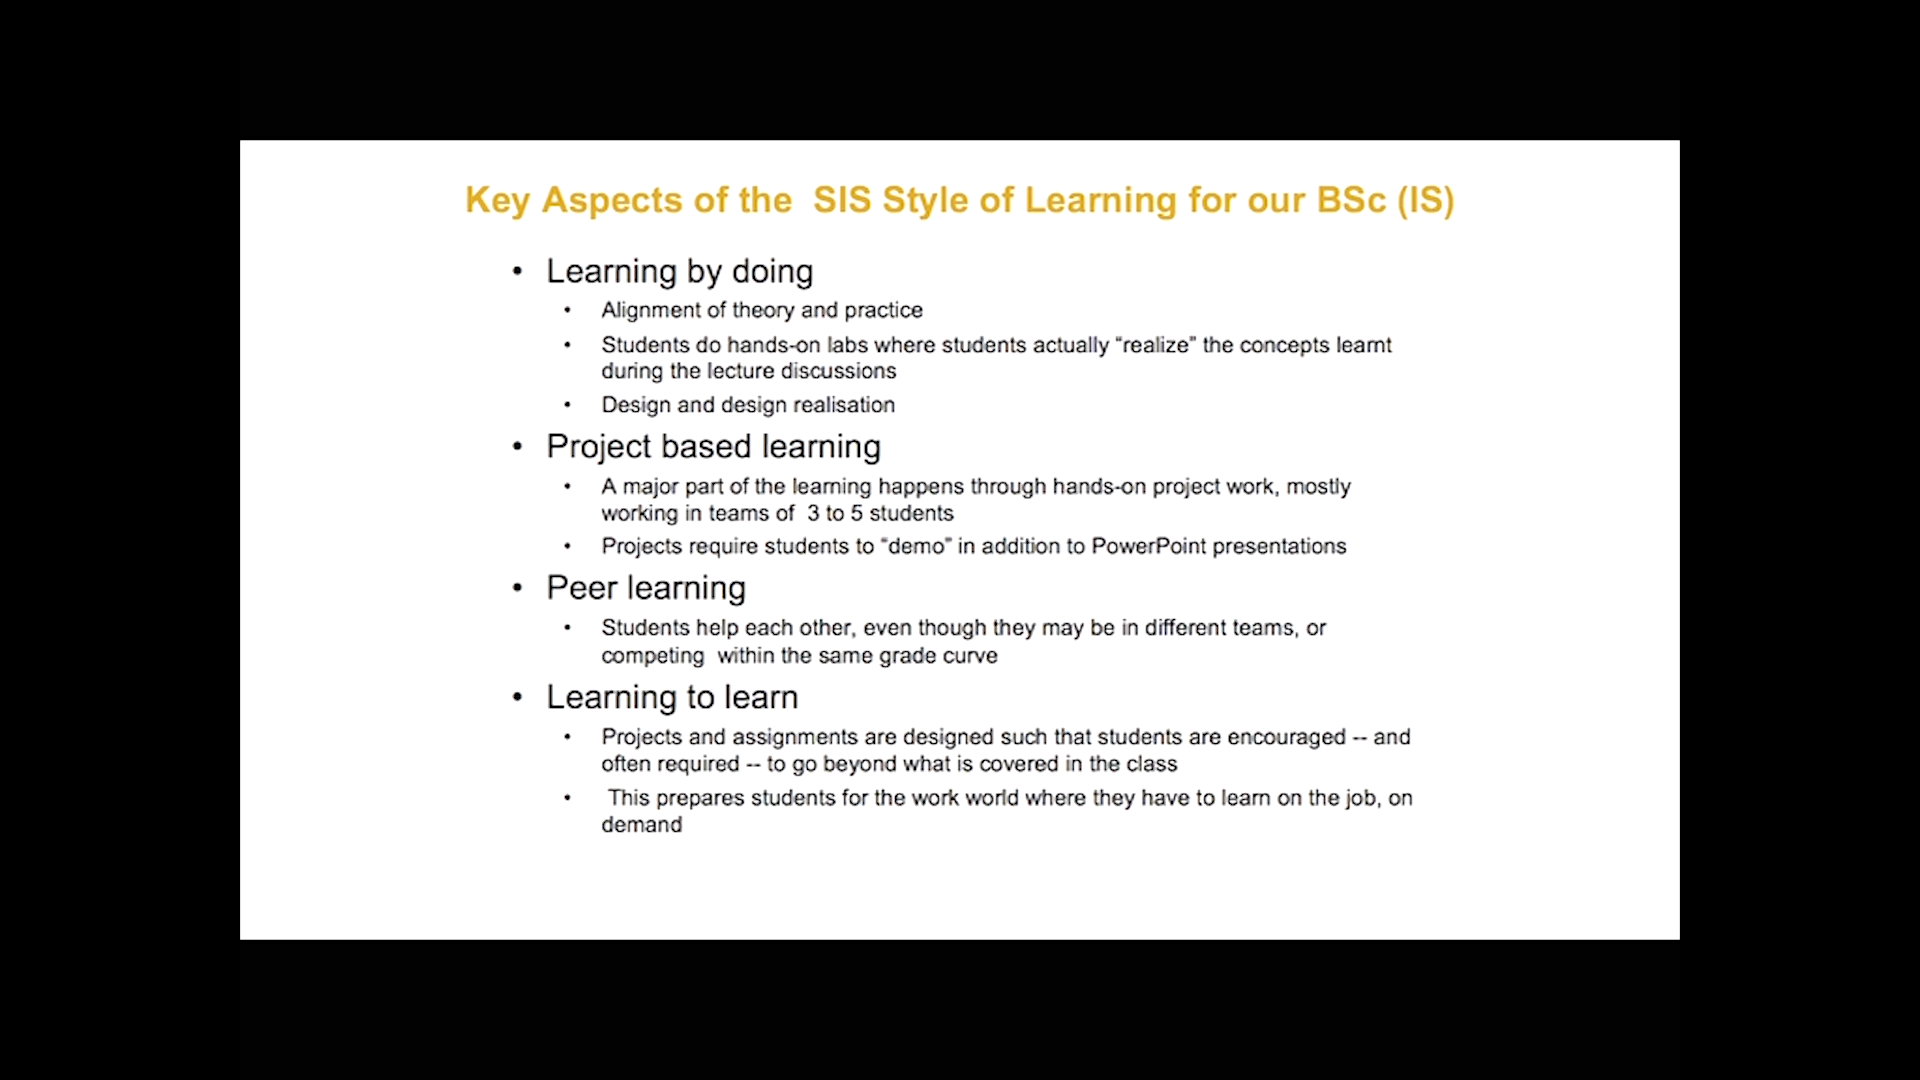 Key Aspects of the  SIS Style of Learning for our BSc (IS)
• Learning by doing
• Alignment of theory and practice
• Students do hands-on labs where students actually “realize” the concepts learnt
during the lecture discussions
• Design and design realisation
• Project based learning
• A major part of the learning happens through hands-on project work, mostly
working in teams of  3 to 5 students
• Projects require students to “demo” in addition to PowerPoint presentations
• Peer learning
• Students help each other, even though they may be in different teams, or
competing  within the same grade curve
• Learning to learn
• Projects and assignments are designed such that students are encouraged -- and
often required -- to go beyond what is covered in the class
•  This prepares students for the work world where they have to learn on the job, on
demand